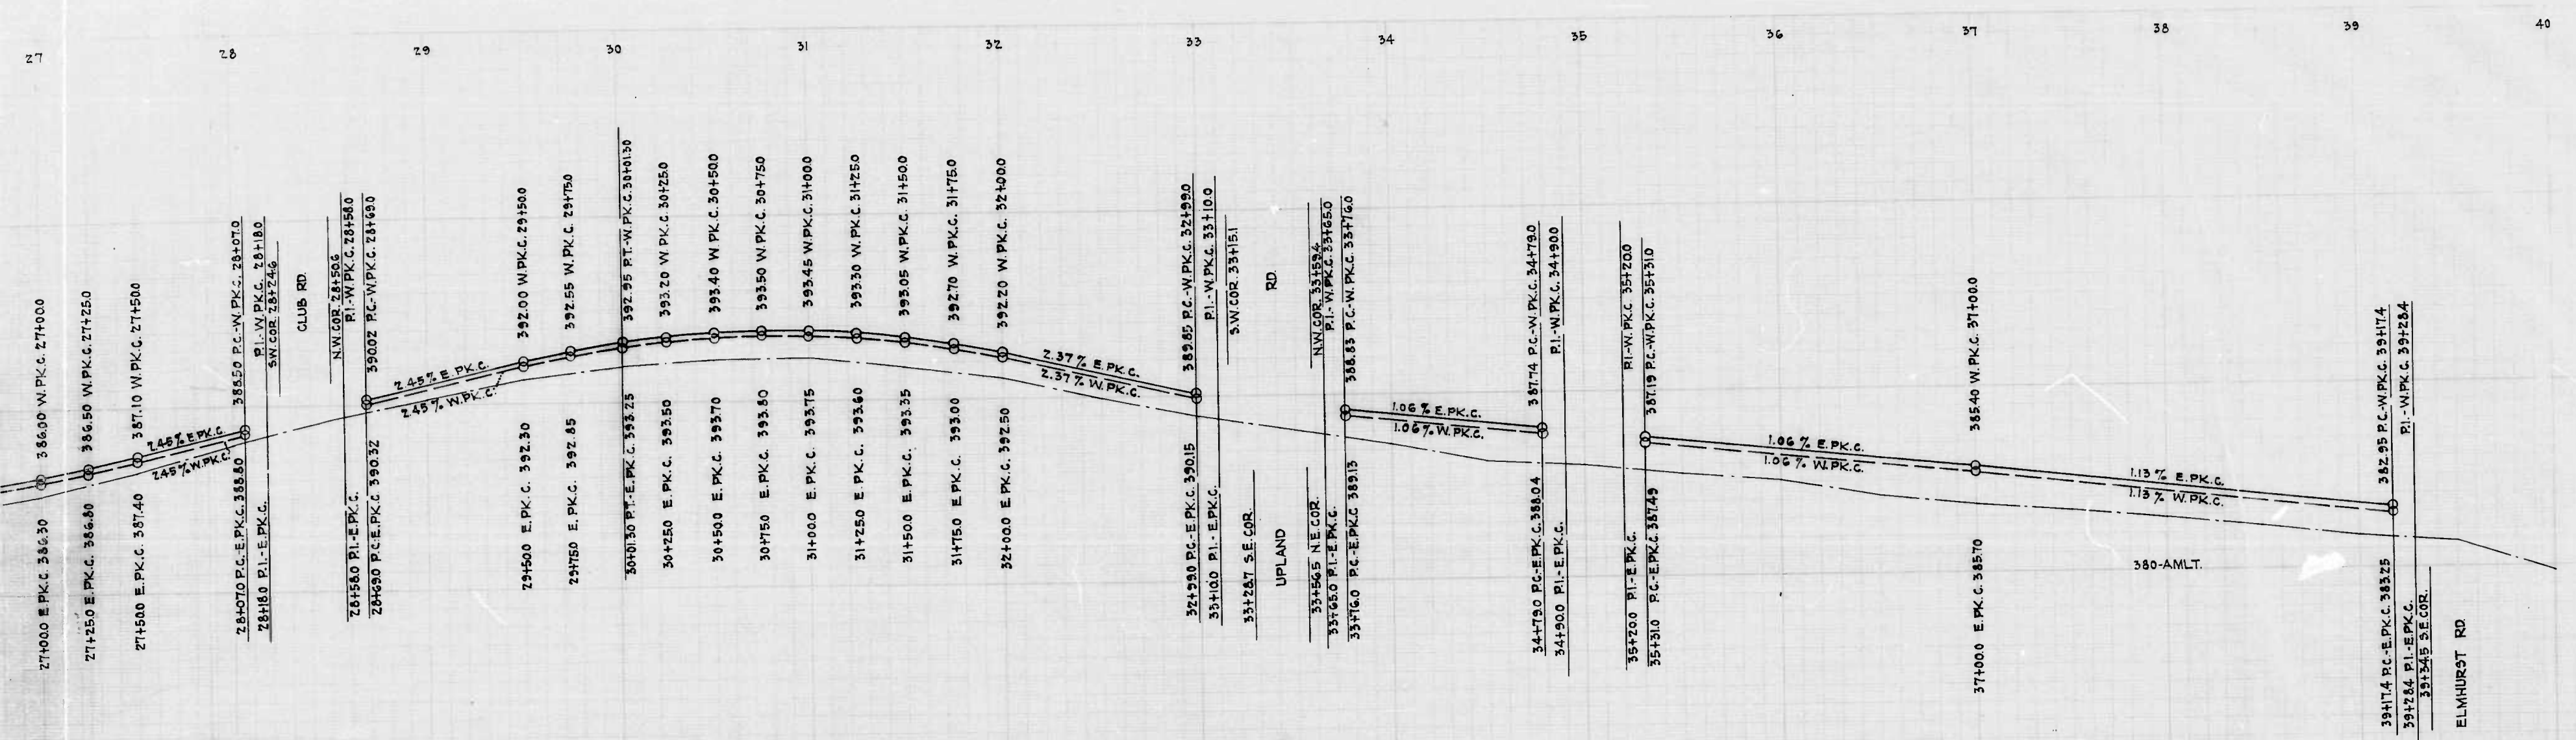 27 28 29 30 31 32 33 34 35 36 37 38 39 40
386.00 W.PK.C. 27+00.0
386.50 W.PK.C. 27+25.0
387.10 W.PK.C. 27+50.0
388.50 P.C.-W.PK.C. 28+07.0
P.I.-W.PK.C. 28+18.0
S.W.COR. 28+24.6
CLUB RD.
N.W.COR. 28+50.6
P.I.-W.PK.C. 28+58.0
390.02 P.C.-W.PK.C. 28+69.0
392.00 W.PK.C. 29+50.0
392.55 W.PK.C. 29+75.0
392.95 P.T.-W.PK.C. 30+01.30
393.20 W.PK.C. 30+25.0
393.40 W.PK.C. 30+50.0
393.50 W.PK.C. 30+75.0
393.45 W.PK.C. 31+00.0
393.30 W.PK.C. 31+25.0
393.05 W.PK.C. 31+50.0
392.70 W.PK.C. 31+75.0
392.20 W.PK.C. 32+00.0
389.85 P.C.-W.PK.C. 32+99.0
P.I.-W.PK.C. 33+10.0
S.W.COR. 33+15.1
RD.
N.W.COR. 33+59.4
P.I.-W.PK.C. 33+65.0
388.83 P.C.-W.PK.C. 33+76.0
387.74 P.C.-W.PK.C. 34+79.0
P.I.-W.PK.C. 34+90.0
P.I.-W.PK.C. 35+20.0
387.19 P.C.-W.PK.C. 35+31.0
385.40 W.PK.C. 37+00.0
382.95 P.C.-W.PK.C. 39+17.4
P.I.-W.PK.C. 39+28.4
2.45% E.PK.C.
2.45% W.PK.C.
2.45% E.PK.C.
2.45% W.PK.C.
2.37% E.PK.C.
2.37% W.PK.C.
1.06% E.PK.C.
1.06% W.PK.C.
1.06% E.PK.C.
1.06% W.PK.C.
1.13% E.PK.C.
1.13% W.PK.C.
27+00.0 E.PK.C. 386.30
27+25.0 E.PK.C. 386.80
27+50.0 E.PK.C. 387.40
28+07.0 P.C.-E.PK.C. 388.80
28+18.0 P.I.-E.PK.C.
28+58.0 P.I.-E.PK.C.
28+69.0 P.C.E.PK.C 390.32
29+50.0 E.PK.C. 392.30
29+75.0 E.PK.C. 392.85
30+01.30 P.T.-E.PK.C. 393.25
30+25.0 E.PK.C. 393.50
30+50.0 E.PK.C. 393.70
30+75.0 E.PK.C. 393.80
31+00.0 E.PK.C. 393.75
31+25.0 E.PK.C. 393.60
31+50.0 E.PK.C. 393.35
31+75.0 E.PK.C. 393.00
32+00.0 E.PK.C. 392.50
32+99.0 P.C.-E.PK.C. 390.15
33+10.0 P.I.-E.PK.C.
33+28.7 S.E.COR.
UPLAND
33+56.5 N.E.COR.
33+65.0 P.I.-E.PK.C.
33+76.0 P.C.-E.PK.C 389.13
34+79.0 P.C.-E.PK.C. 388.04
34+90.0 P.I.-E.PK.C.
35+20.0 P.I.-E.PK.C.
35+31.0 P.C.-E.PK.C. 387.49
37+00.0 E.PK.C. 385.70
380-AMLT.
39+17.4 P.C.-E.PK.C. 383.25
39+28.4 P.I.-E.PK.C.
39+34.5 S.E.COR.
ELMHURST RD.